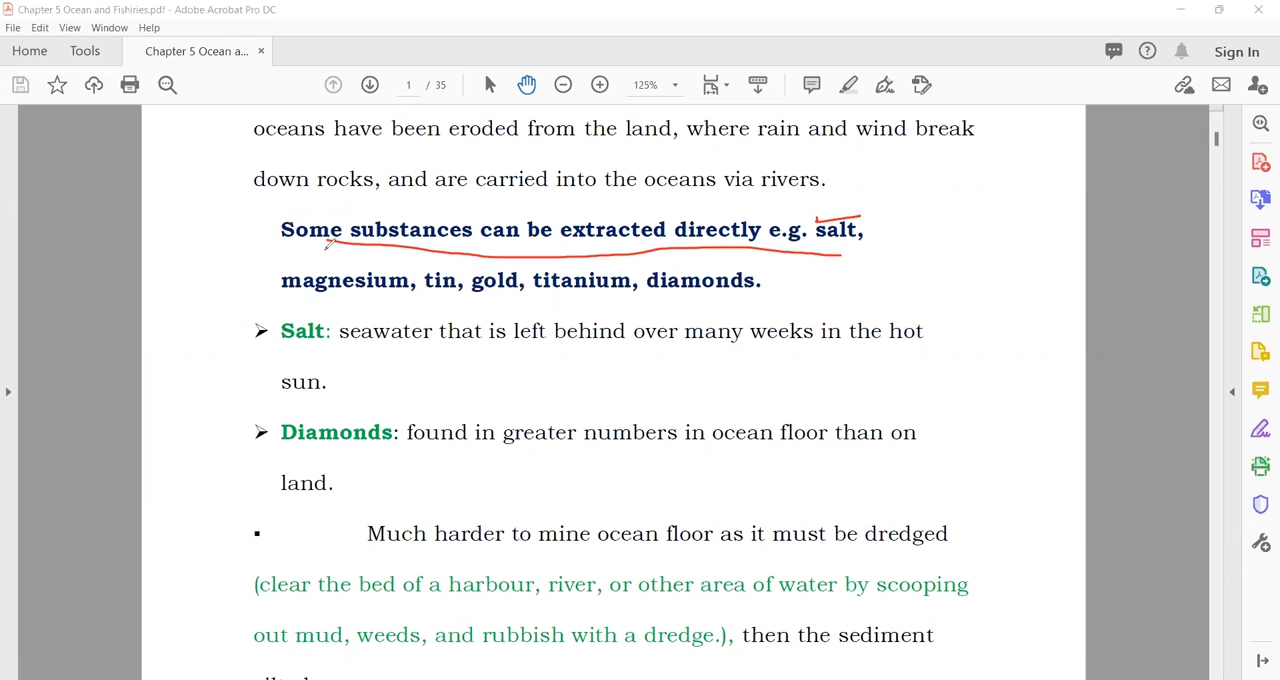 Chapter 5 Ocean and Fishiries.pdf - Adobe Acrobat Pro DC
File Edit View Window Help
Home Tools Chapter 5 Ocean a... × Sign In
1 / 35 125%
oceans have been eroded from the land, where rain and wind break
down rocks, and are carried into the oceans via rivers.
Some substances can be extracted directly e.g. salt,
magnesium, tin, gold, titanium, diamonds.
➢ Salt: seawater that is left behind over many weeks in the hot
sun.
➢ Diamonds: found in greater numbers in ocean floor than on
land.
▪ Much harder to mine ocean floor as it must be dredged
(clear the bed of a harbour, river, or other area of water by scooping
out mud, weeds, and rubbish with a dredge.), then the sediment